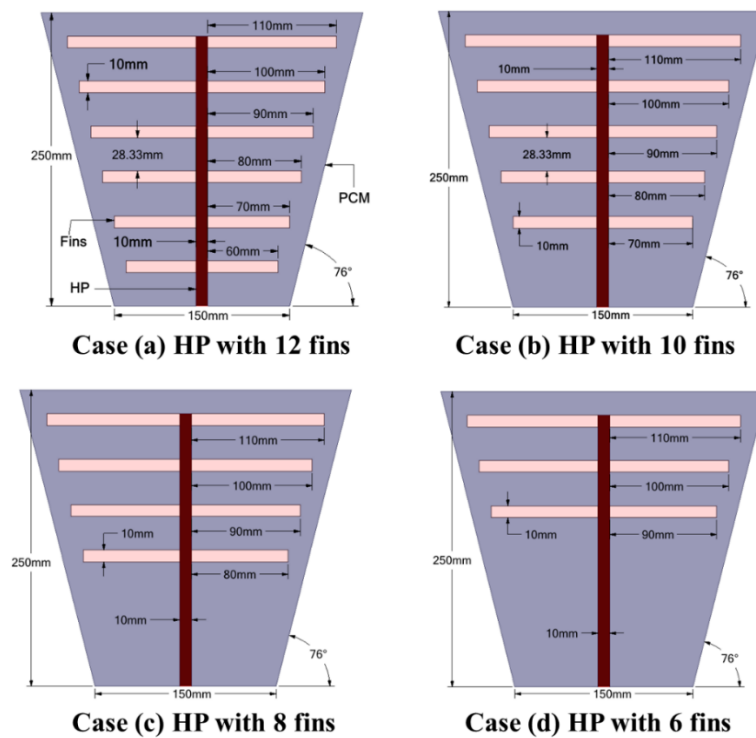 110mm
10mm
100mm
90mm
250mm
28.33mm
80mm
PCM
70mm
Fins
10mm
60mm
76°
HP
150mm
Case (a) HP with 12 fins
10mm
110mm
100mm
250mm
28.33mm
90mm
80mm
10mm
70mm
76°
150mm
Case (b) HP with 10 fins
110mm
100mm
90mm
10mm
250mm
80mm
10mm
76°
150mm
Case (c) HP with 8 fins
110mm
100mm
10mm
90mm
250mm
10mm
76°
150mm
Case (d) HP with 6 fins